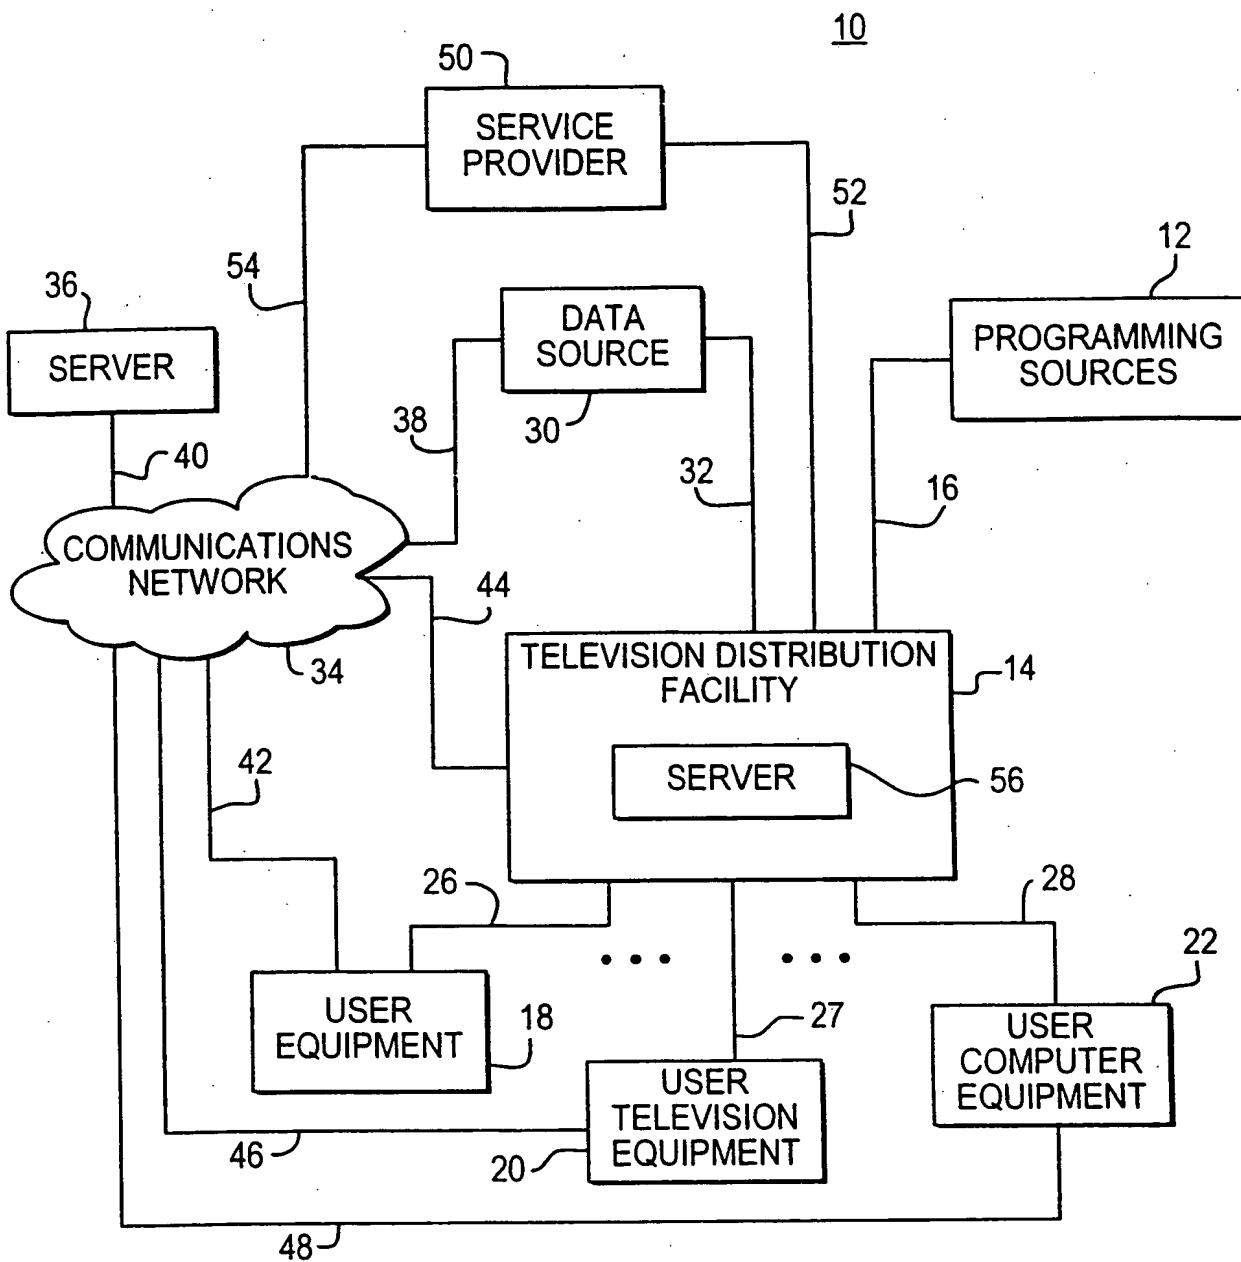 10
50
SERVICE
PROVIDER
52
12
54
36
DATA
SOURCE
PROGRAMMING
SOURCES
SERVER
38
30
40
32
16
COMMUNICATIONS
NETWORK
44
34
TELEVISION DISTRIBUTION
FACILITY
14
42
SERVER
56
26
28
22
USER
EQUIPMENT
18
27
USER
COMPUTER
EQUIPMENT
USER
TELEVISION
EQUIPMENT
46
20
48